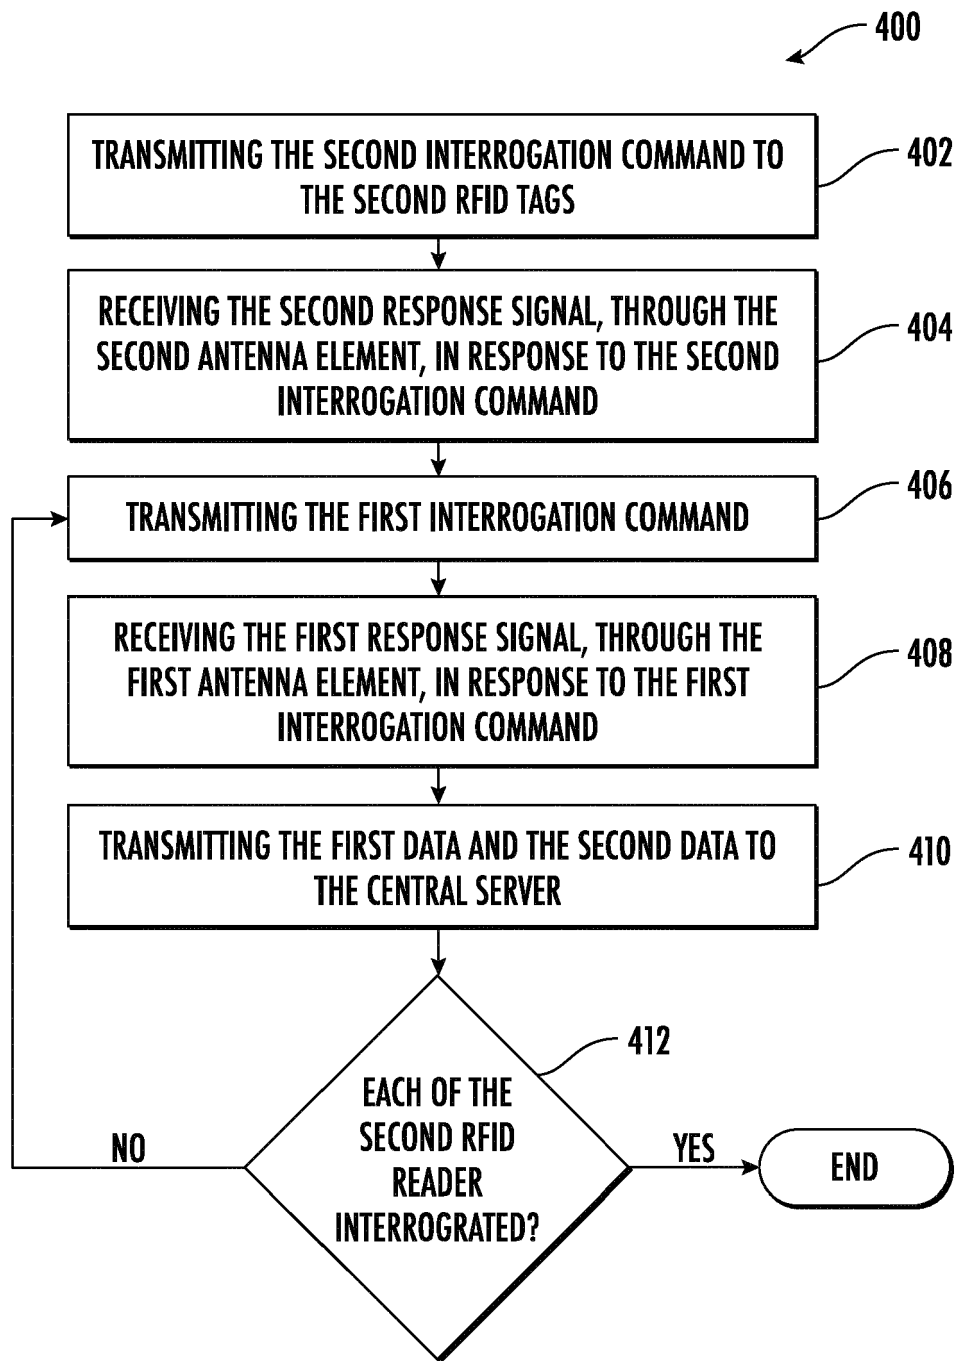 400
TRANSMITTING THE SECOND INTERROGATION COMMAND TO
THE SECOND RFID TAGS
402
RECEIVING THE SECOND RESPONSE SIGNAL, THROUGH THE
SECOND ANTENNA ELEMENT, IN RESPONSE TO THE SECOND
INTERROGATION COMMAND
404
TRANSMITTING THE FIRST INTERROGATION COMMAND
406
RECEIVING THE FIRST RESPONSE SIGNAL, THROUGH THE
FIRST ANTENNA ELEMENT, IN RESPONSE TO THE FIRST
INTERROGATION COMMAND
408
TRANSMITTING THE FIRST DATA AND THE SECOND DATA TO
THE CENTRAL SERVER
410
412
EACH OF THE
SECOND RFID
READER
INTERROGRATED?
NO
YES
END